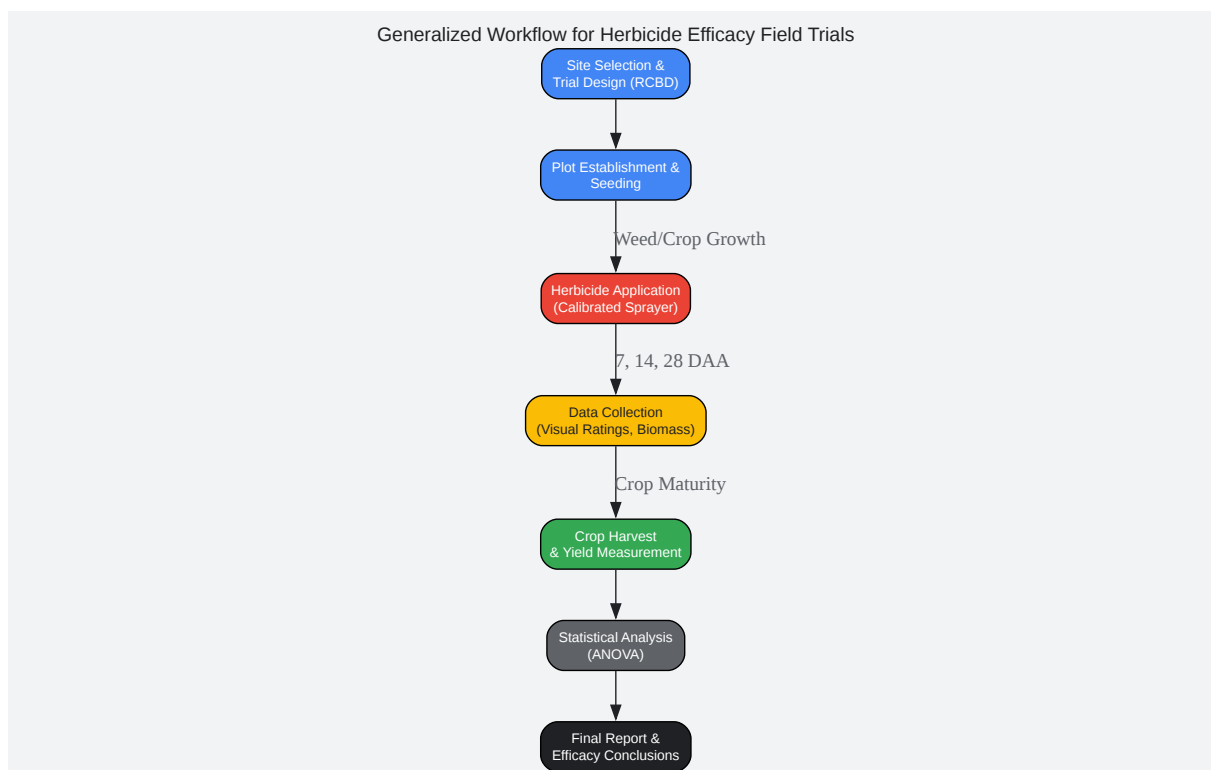 Generalized Workflow for Herbicide Efficacy Field Trials
Site Selection &
Trial Design (RCBD)
Plot Establishment &
Seeding
Weed/Crop Growth
Herbicide Application
(Calibrated Sprayer)
7, 14, 28 DAA
Data Collection
(Visual Ratings, Biomass)
Crop Maturity
Crop Harvest
& Yield Measurement
Statistical Analysis
(ANOVA)
Final Report &
Efficacy Conclusions